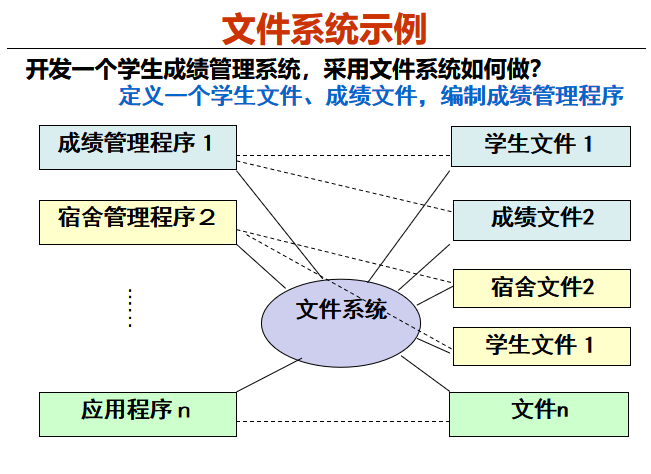 文件系统示例
开发一个学生成绩管理系统，采用文件系统如何做？
定义一个学生文件、成绩文件，编制成绩管理程序
成绩管理程序 1
学生文件 1
宿舍管理程序２
成绩文件2
宿舍文件2
文件系统
学生文件 1
应用程序 n
文件n